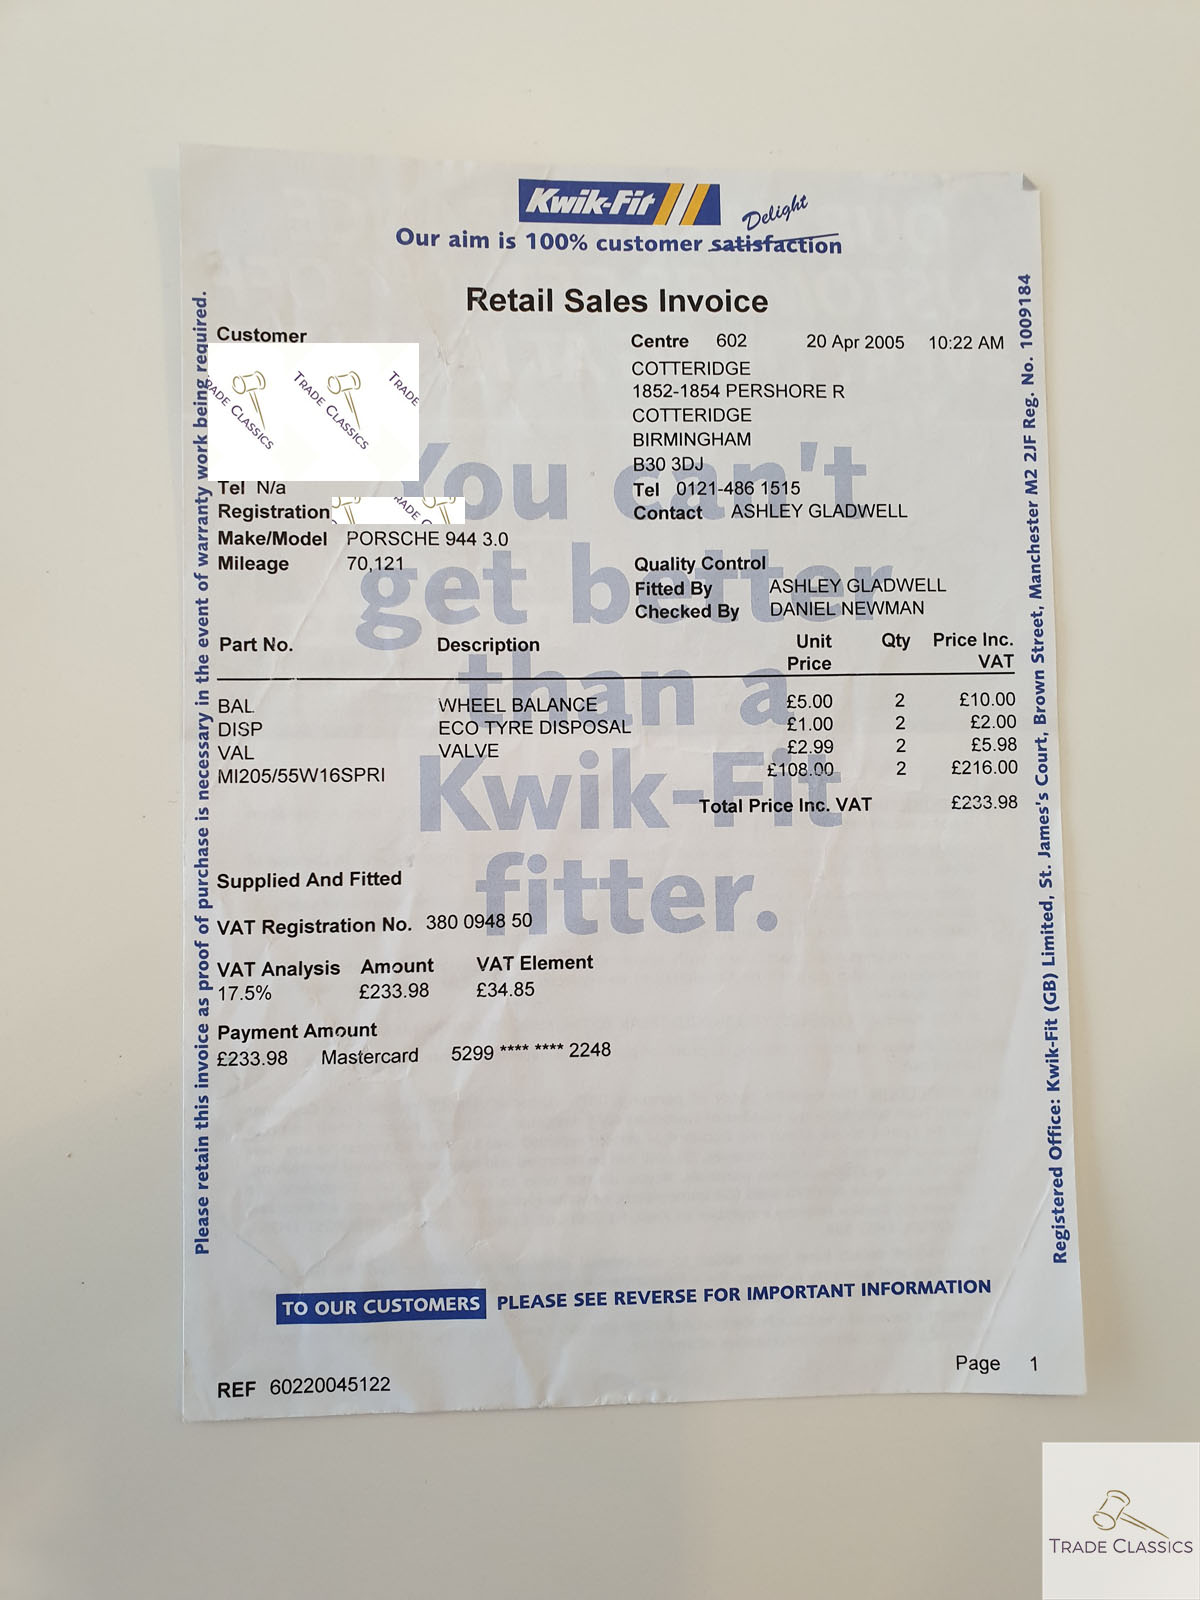 Kwik-Fit
Delight
Our aim is 100% customer satisfaction
Retail Sales Invoice
Customer
Centre 602 20 Apr 2005 10:22 AM
COTTERIDGE
1852-1854 PERSHORE R
COTTERIDGE
BIRMINGHAM
B30 3DJ
Tel 0121-486 1515
Contact ASHLEY GLADWELL
TRADE CLASSICS
TRADE CLASSICS
TRADE
Tel N/a
Registration
RADE C
Make/Model PORSCHE 944 3.0
Mileage 70,121
Quality Control
Fitted By ASHLEY GLADWELL
Checked By DANIEL NEWMAN
Part No. Description Unit Price Qty Price Inc. VAT
BAL WHEEL BALANCE £5.00 2 £10.00
DISP ECO TYRE DISPOSAL £1.00 2 £2.00
VAL VALVE £2.99 2 £5.98
MI205/55W16SPRI £108.00 2 £216.00
Total Price Inc. VAT £233.98
You can't
get better
than a
Kwik-Fit
fitter.
Supplied And Fitted
VAT Registration No. 380 0948 50
VAT Analysis Amount VAT Element
17.5% £233.98 £34.85
Payment Amount
£233.98 Mastercard 5299 **** **** 2248
TO OUR CUSTOMERS PLEASE SEE REVERSE FOR IMPORTANT INFORMATION
Page 1
REF 60220045122
Please retain this invoice as proof of purchase is necessary in the event of warranty work being required.
Registered Office: Kwik-Fit (GB) Limited, St. James's Court, Brown Street, Manchester M2 2JF Reg. No. 1009184
TRADE CLASSICS